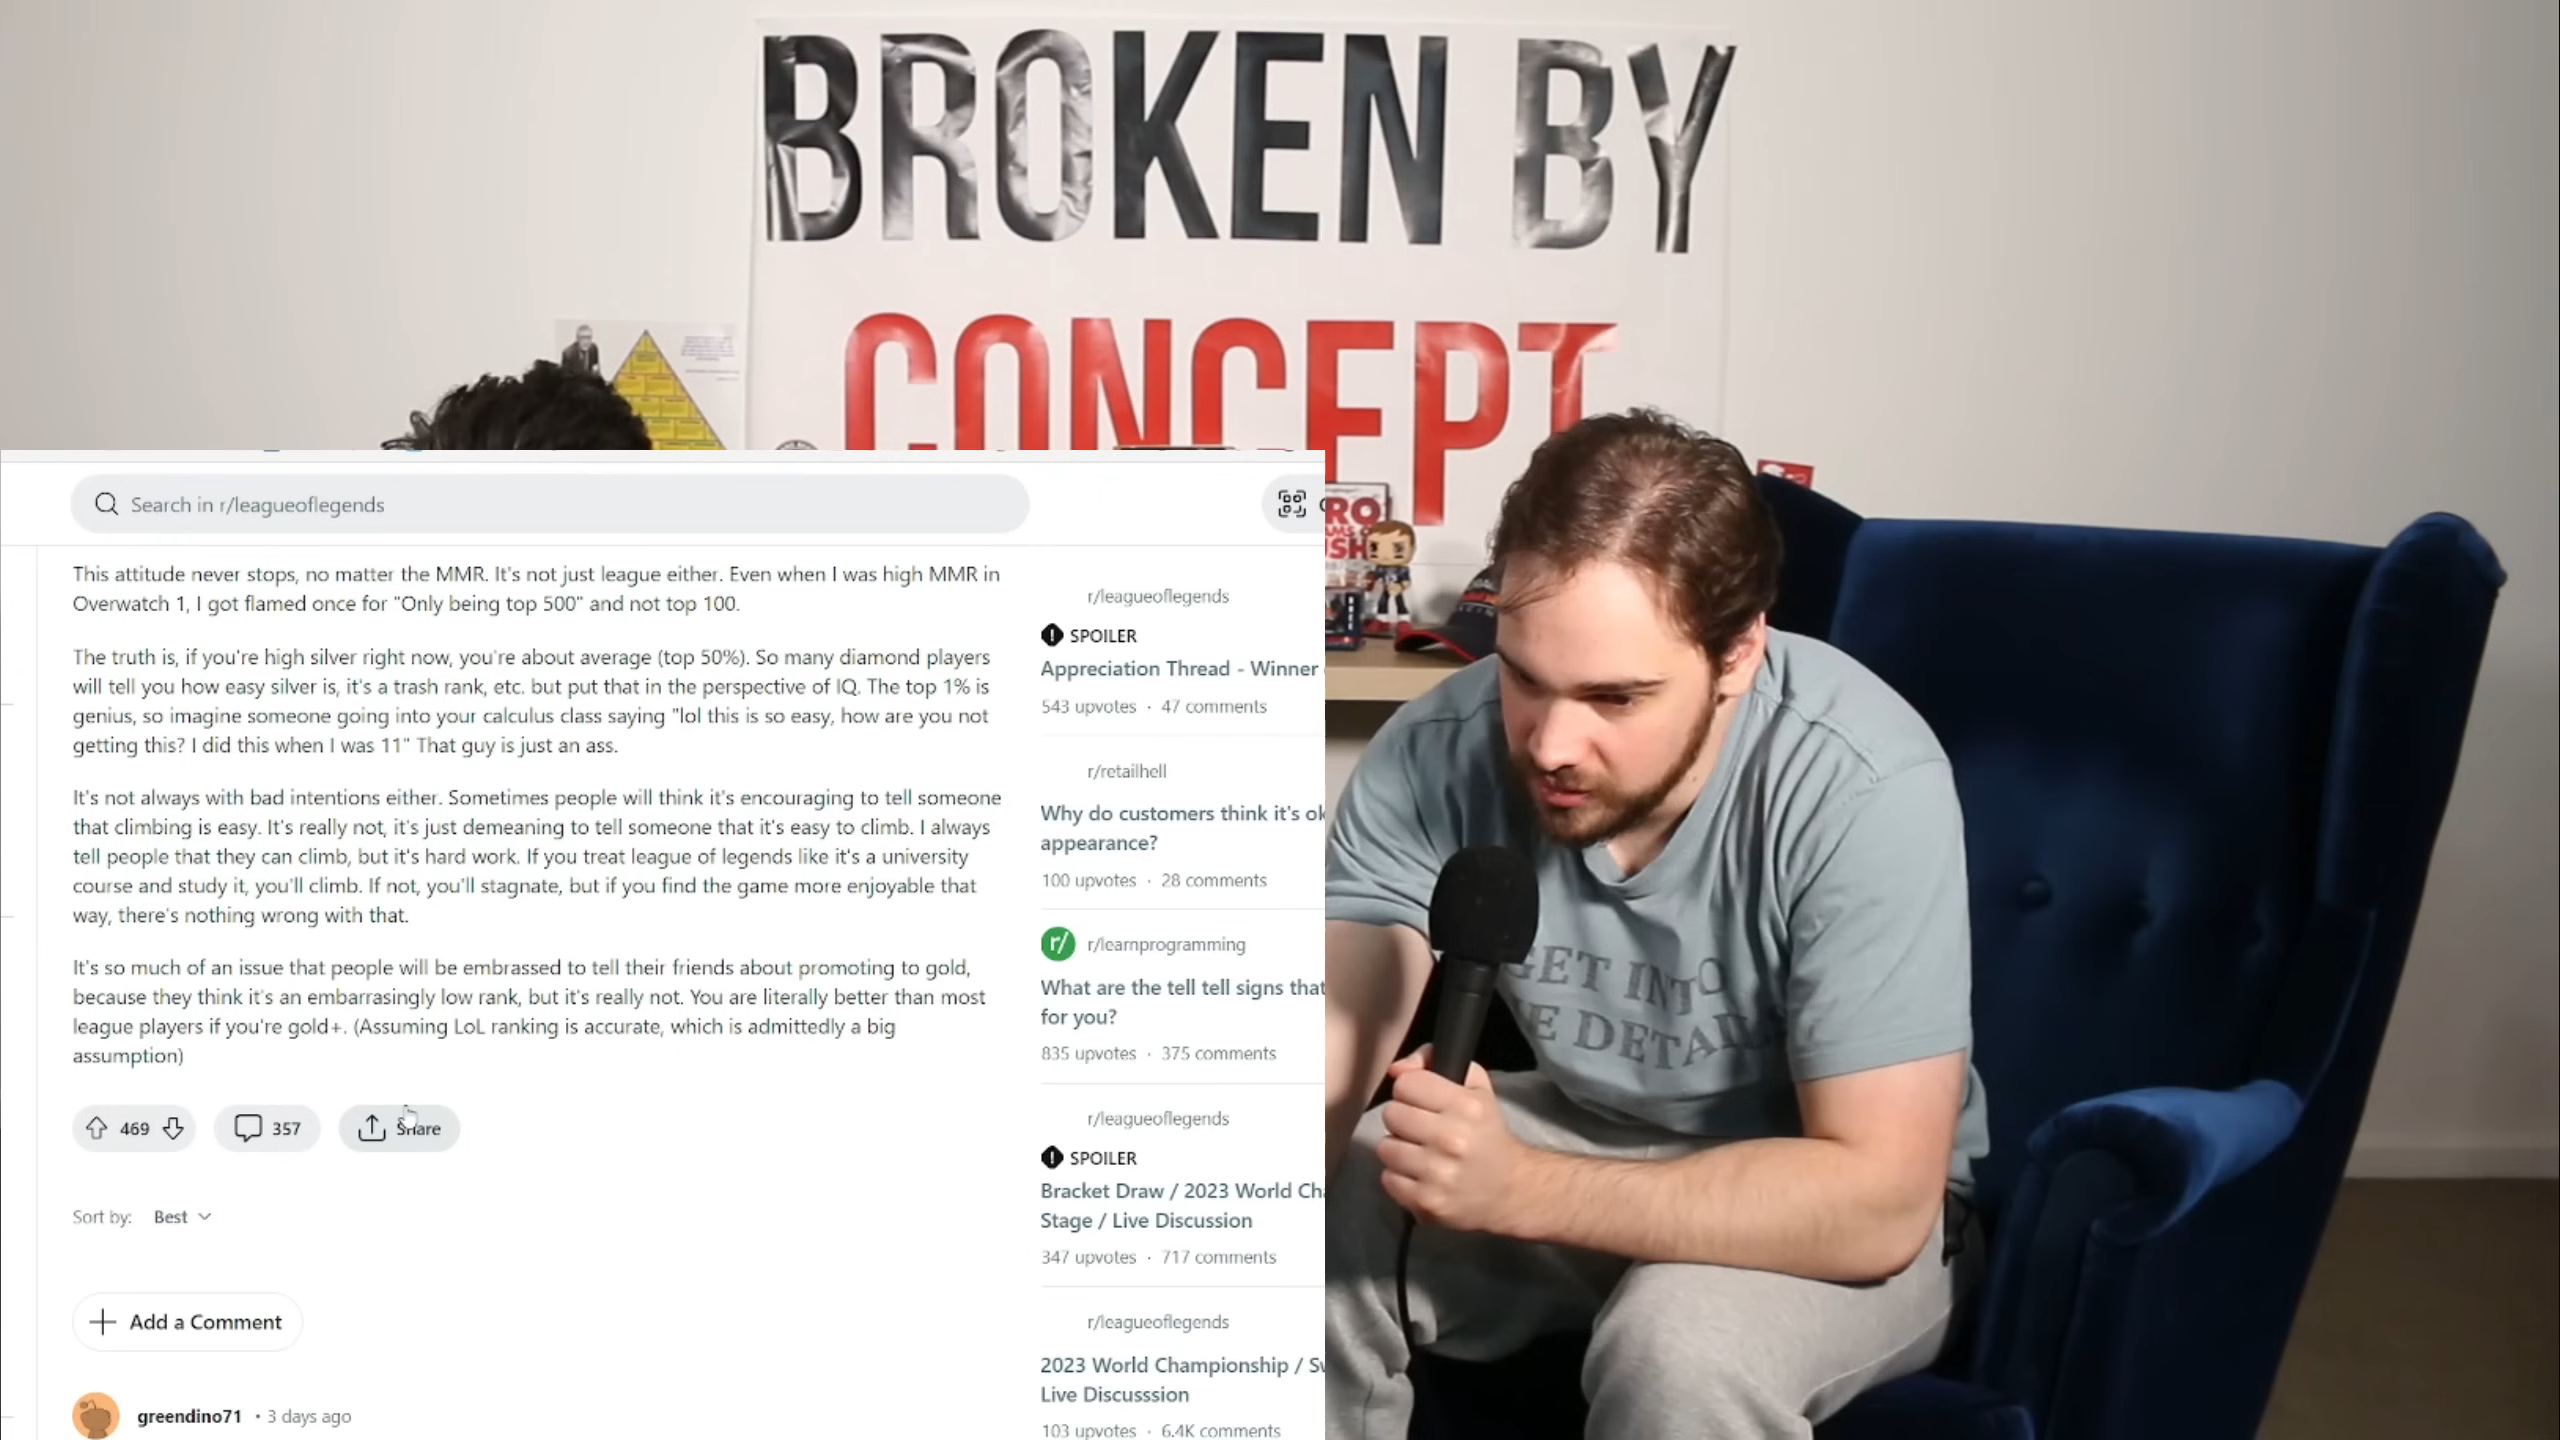 BROKEN BY
CONCEPT
Search in r/leagueoflegends
This attitude never stops, no matter the MMR. It's not just league either. Even when I was high MMR in
Overwatch 1, I got flamed once for "Only being top 500" and not top 100.
The truth is, if you're high silver right now, you're about average (top 50%). So many diamond players
will tell you how easy silver is, it's a trash rank, etc. but put that in the perspective of IQ. The top 1% is
genius, so imagine someone going into your calculus class saying "lol this is so easy, how are you not
getting this? I did this when I was 11" That guy is just an ass.
It's not always with bad intentions either. Sometimes people will think it's encouraging to tell someone
that climbing is easy. It's really not, it's just demeaning to tell someone that it's easy to climb. I always
tell people that they can climb, but it's hard work. If you treat league of legends like it's a university
course and study it, you'll climb. If not, you'll stagnate, but if you find the game more enjoyable that
way, there's nothing wrong with that.
It's so much of an issue that people will be embrassed to tell their friends about promoting to gold,
because they think it's an embarrasingly low rank, but it's really not. You are literally better than most
league players if you're gold+. (Assuming LoL ranking is accurate, which is admittedly a big
assumption)
469
357
Share
Sort by: Best
Add a Comment
greendino71 • 3 days ago
r/leagueoflegends
SPOILER
Appreciation Thread - Winner
543 upvotes · 47 comments
r/retailhell
Why do customers think it's ok
appearance?
100 upvotes · 28 comments
r/
r/learnprogramming
What are the tell tell signs that
for you?
835 upvotes · 375 comments
r/leagueoflegends
SPOILER
Bracket Draw / 2023 World Ch
Stage / Live Discussion
347 upvotes · 717 comments
r/leagueoflegends
2023 World Championship / Sw
Live Discusssion
103 upvotes · 6.4K comments
GET INTO
DETAILS